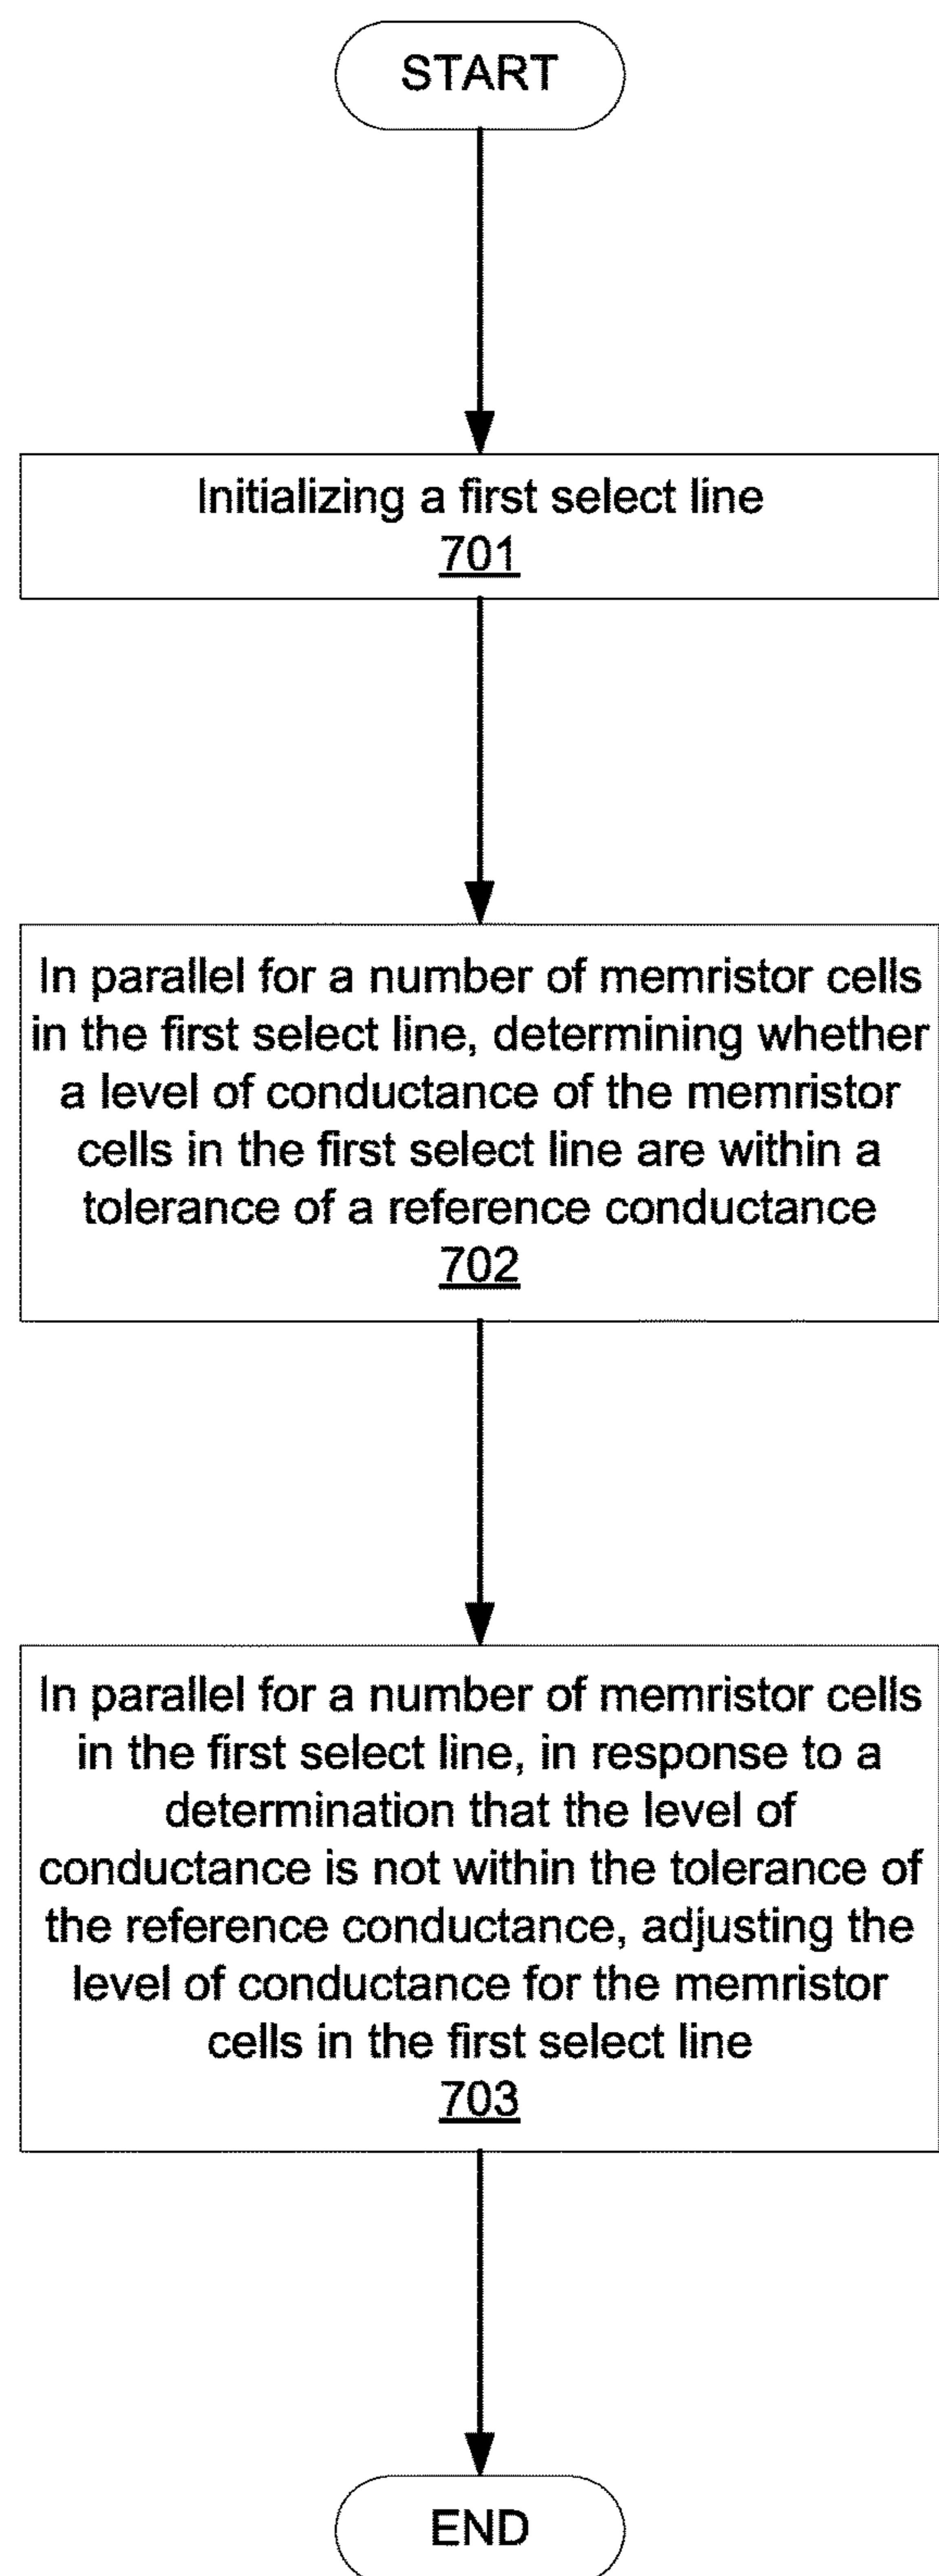 START
Initializing a first select line
701
In parallel for a number of memristor cells
in the first select line, determining whether
a level of conductance of the memristor
cells in the first select line are within a
tolerance of a reference conductance
702
In parallel for a number of memristor cells
in the first select line, in response to a
determination that the level of
conductance is not within the tolerance of
the reference conductance, adjusting the
level of conductance for the memristor
cells in the first select line
703
END